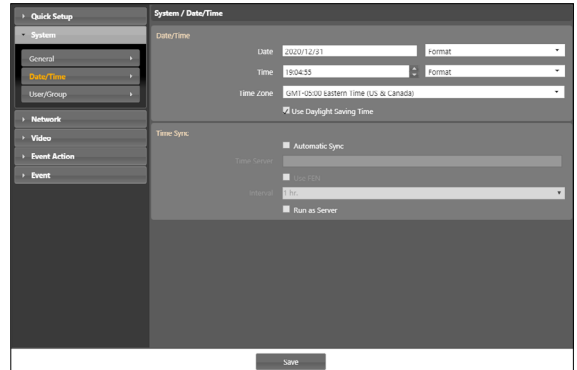 Quick Setup
System
General
Date/Time
User/Group
Network
Video
Event Action
Event
System / Date/Time
Date/Time
Date 2020/12/31 Format
Time 19:04:55 Format
Time Zone GMT-05:00 Eastern Time (US & Canada)
Use Daylight Saving Time
Time Sync.
Automatic Sync
Time Server
Use FEN
Interval 1 hr.
Run as Server
Save